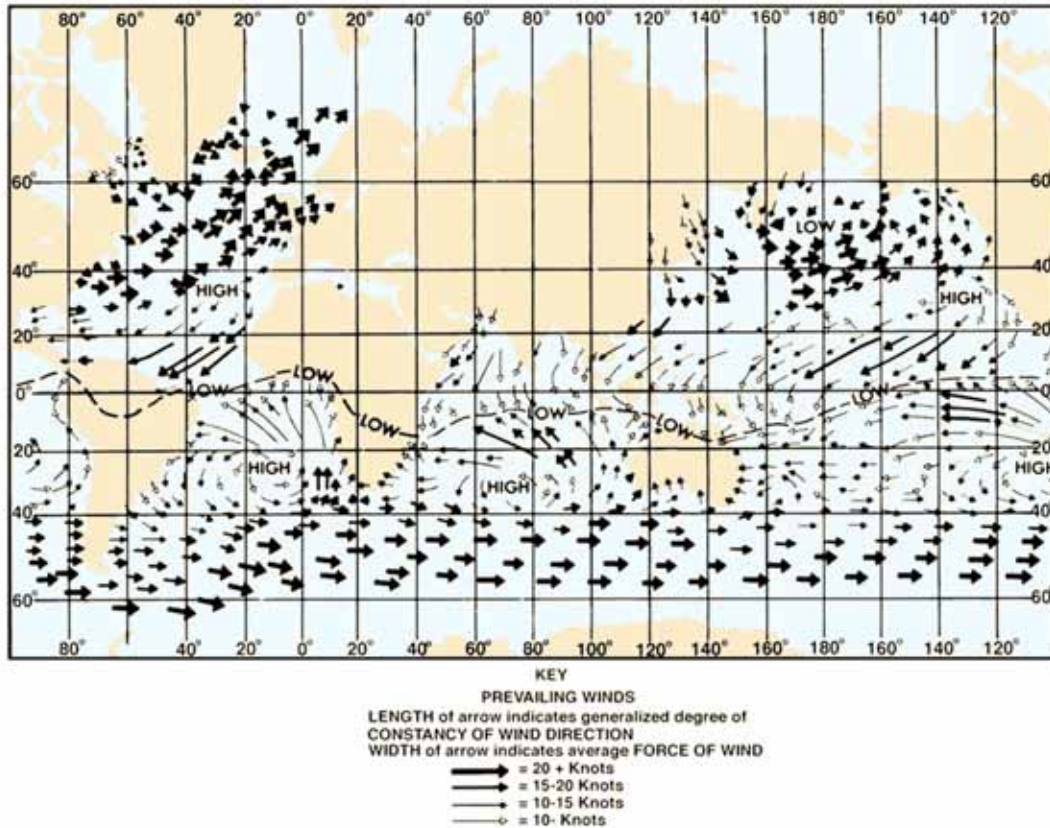 80° 60° 40° 20° 0° 20° 40° 60° 80° 100° 120° 140° 160° 180° 160° 140° 120°
60° 60°
LOW
40° 40°
HIGH HIGH
20° 20°
LOW LOW LOW
0° 0°
LOW LOW LOW
20° 20°
HIGH (HIGH HIGH
40° 40°
60° 60°
80° 60° 40° 20° 0° 20° 40° 60° 80° 100° 120° 140° 160° 180° 160° 140° 120°
KEY
PREVAILING WINDS
LENGTH of arrow indicates generalized degree of
CONSTANCY OF WIND DIRECTION
WIDTH of arrow indicates average FORCE OF WIND
= 20 + Knots
= 15-20 Knots
= 10-15 Knots
= 10- Knots